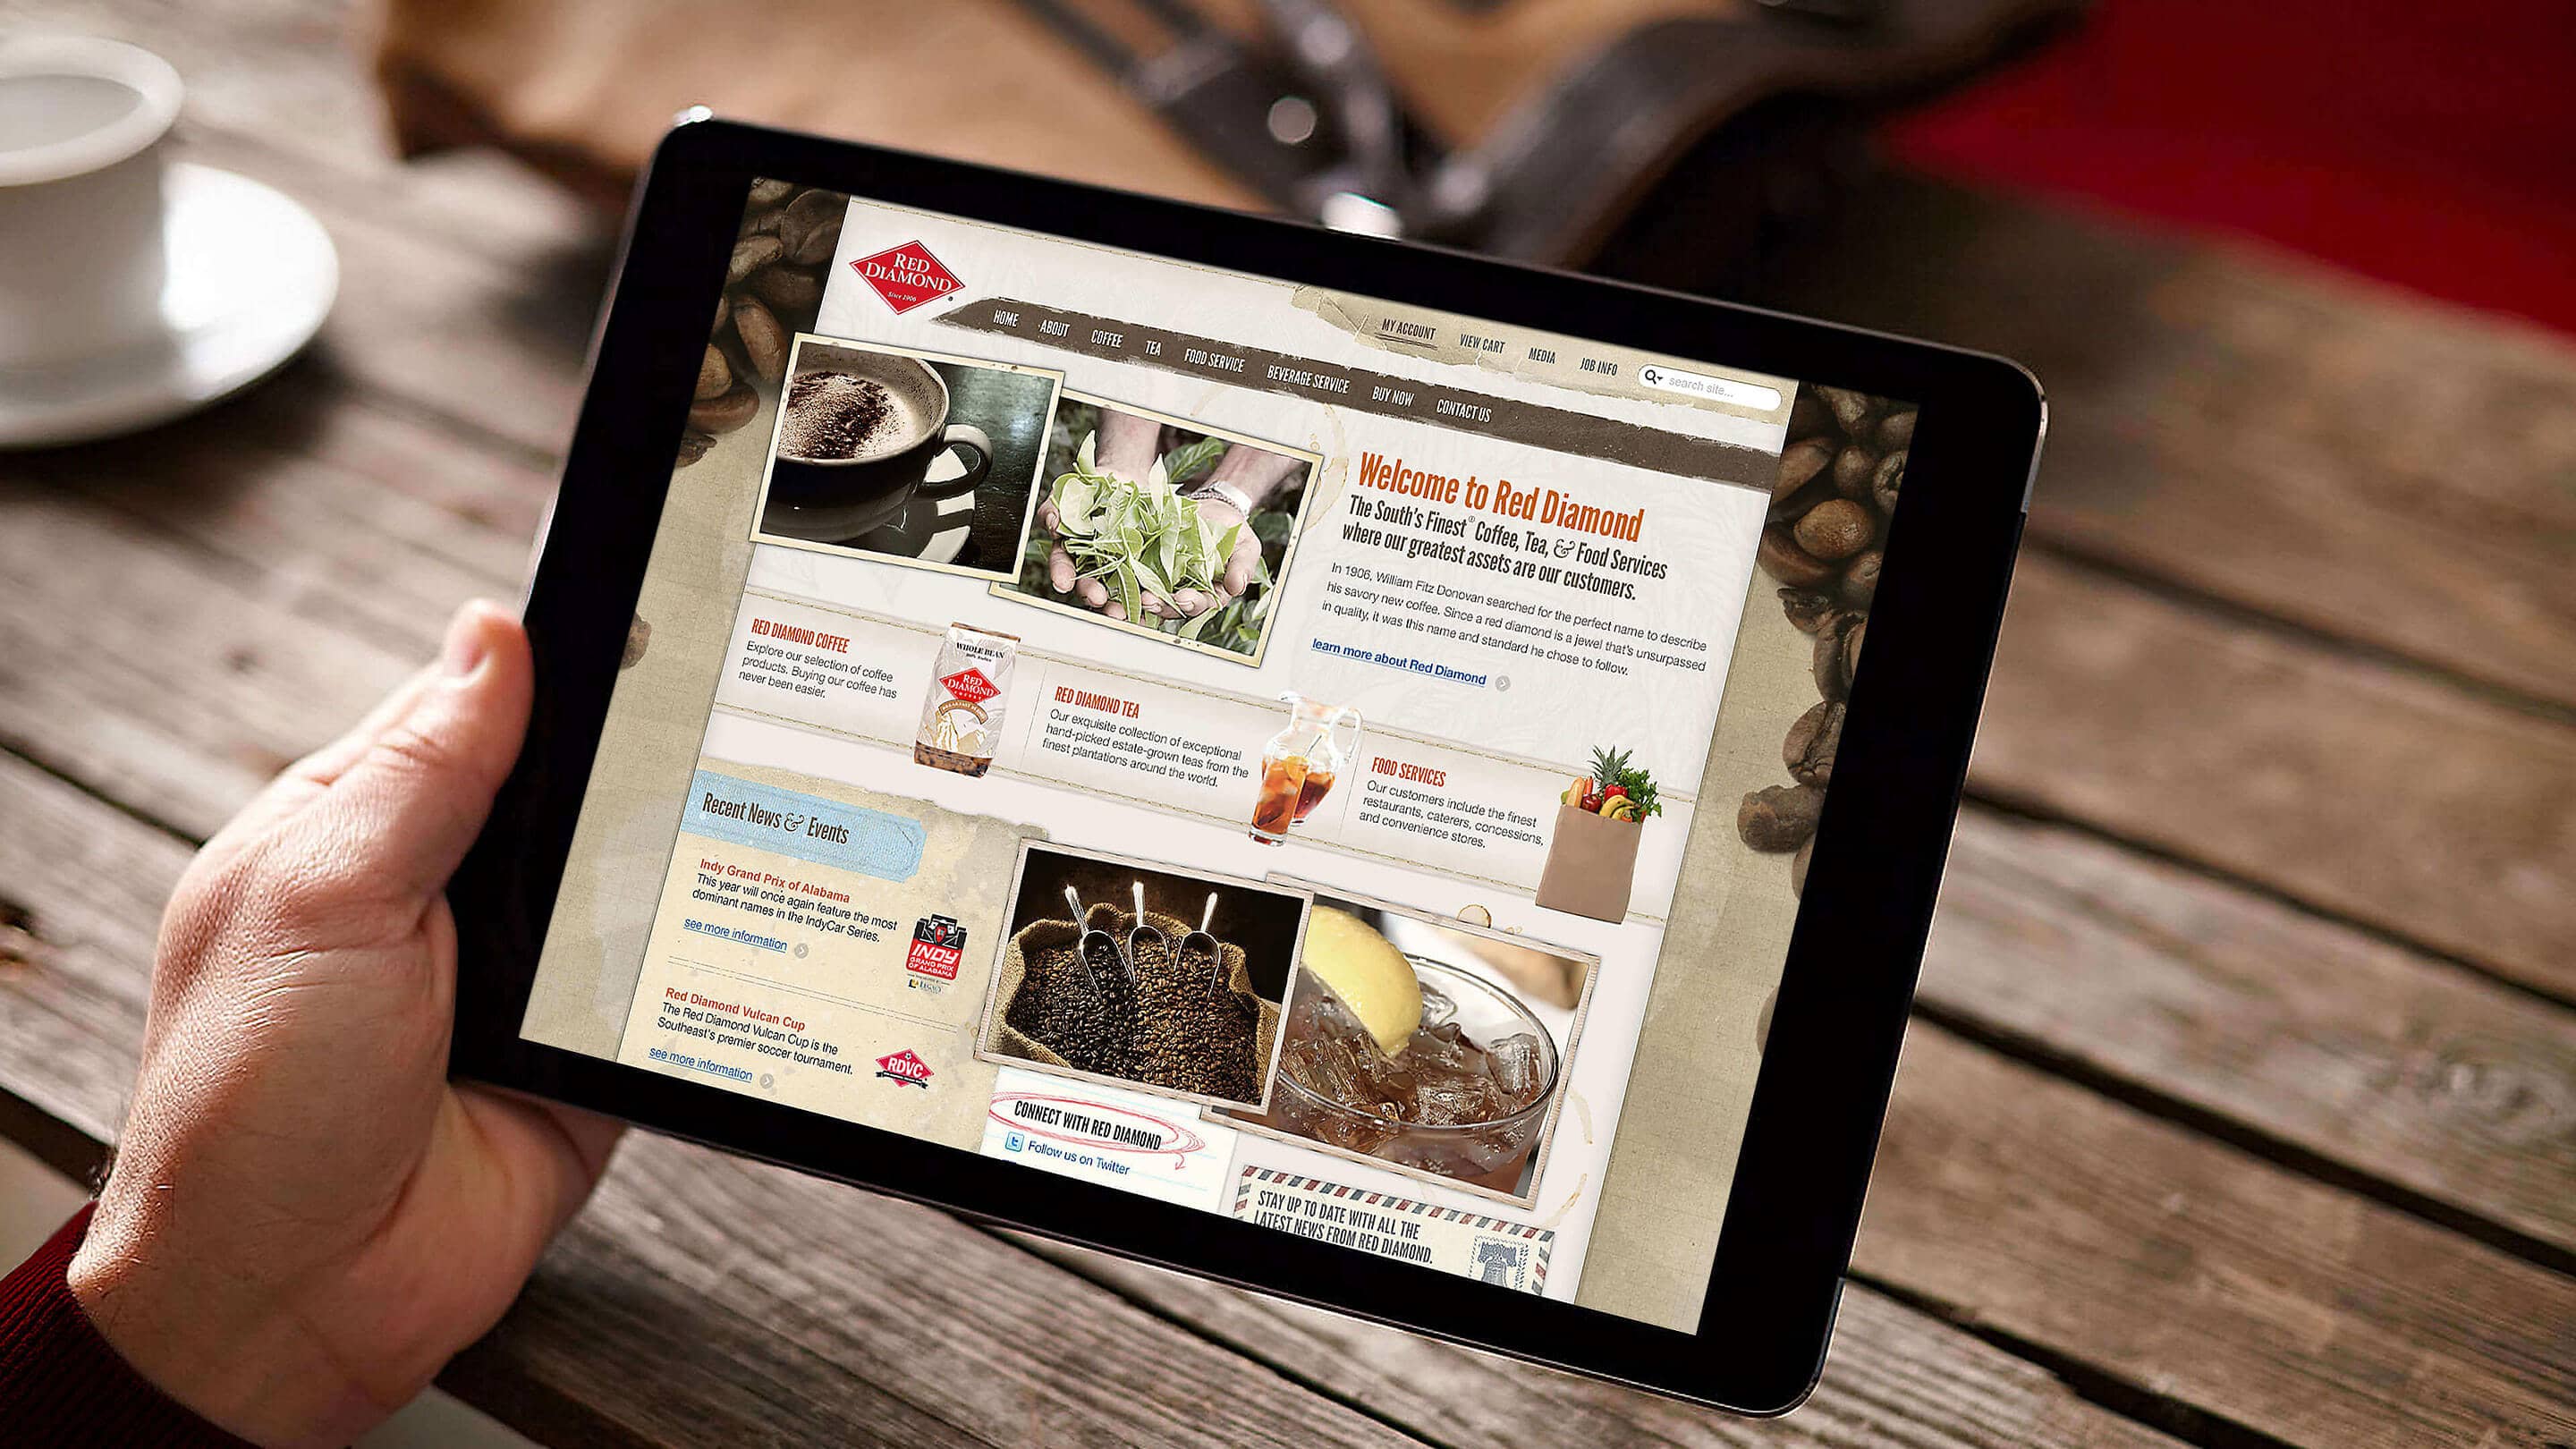 RED
DIAMOND
Since 1906
MY ACCOUNT
VIEW CART
MEDIA
JOB INFO
search site...
HOME
ABOUT
COFFEE
TEA
FOOD SERVICE
BEVERAGE SERVICE
BUY NOW
CONTACT US
Welcome to Red Diamond
The South's Finest® Coffee, Tea, & Food Services
where our greatest assets are our customers.
In 1906, William Fitz Donovan searched for the perfect name to describe
his savory new coffee. Since a red diamond is a jewel that's unsurpassed
in quality, it was this name and standard he chose to follow.
learn more about Red Diamond
RED DIAMOND COFFEE
Explore our selection of coffee
products. Buying our coffee has
never been easier.
WHOLE BEAN
RED
DIAMOND
COFFEE
BREAKFAST BLEND
RED DIAMOND TEA
Our exquisite collection of exceptional
hand-picked estate-grown teas from the
finest plantations around the world.
FOOD SERVICES
Our customers include the finest
restaurants, caterers, concessions,
and convenience stores.
Recent News & Events
Indy Grand Prix of Alabama
This year will once again feature the most
dominant names in the IndyCar Series.
see more information
INDY
GRAND PRIX
OF ALABAMA
Red Diamond Vulcan Cup
The Red Diamond Vulcan Cup is the
Southeast's premier soccer tournament.
see more information
RDVC
CONNECT WITH RED DIAMOND
Follow us on Twitter
STAY UP TO DATE WITH ALL THE
LATEST NEWS FROM RED DIAMOND.